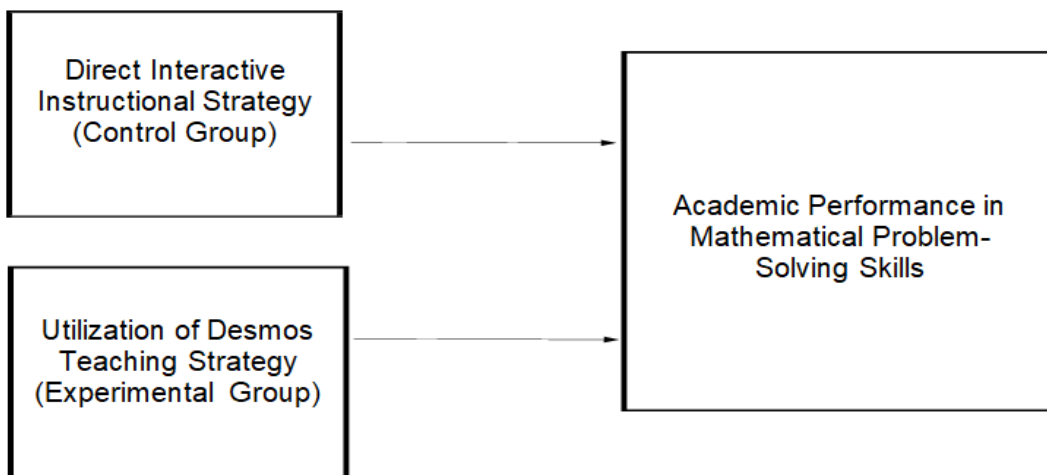 Direct Interactive
Instructional Strategy
(Control Group)
Utilization of Desmos
Teaching Strategy
(Experimental Group)
Academic Performance in
Mathematical Problem-
Solving Skills